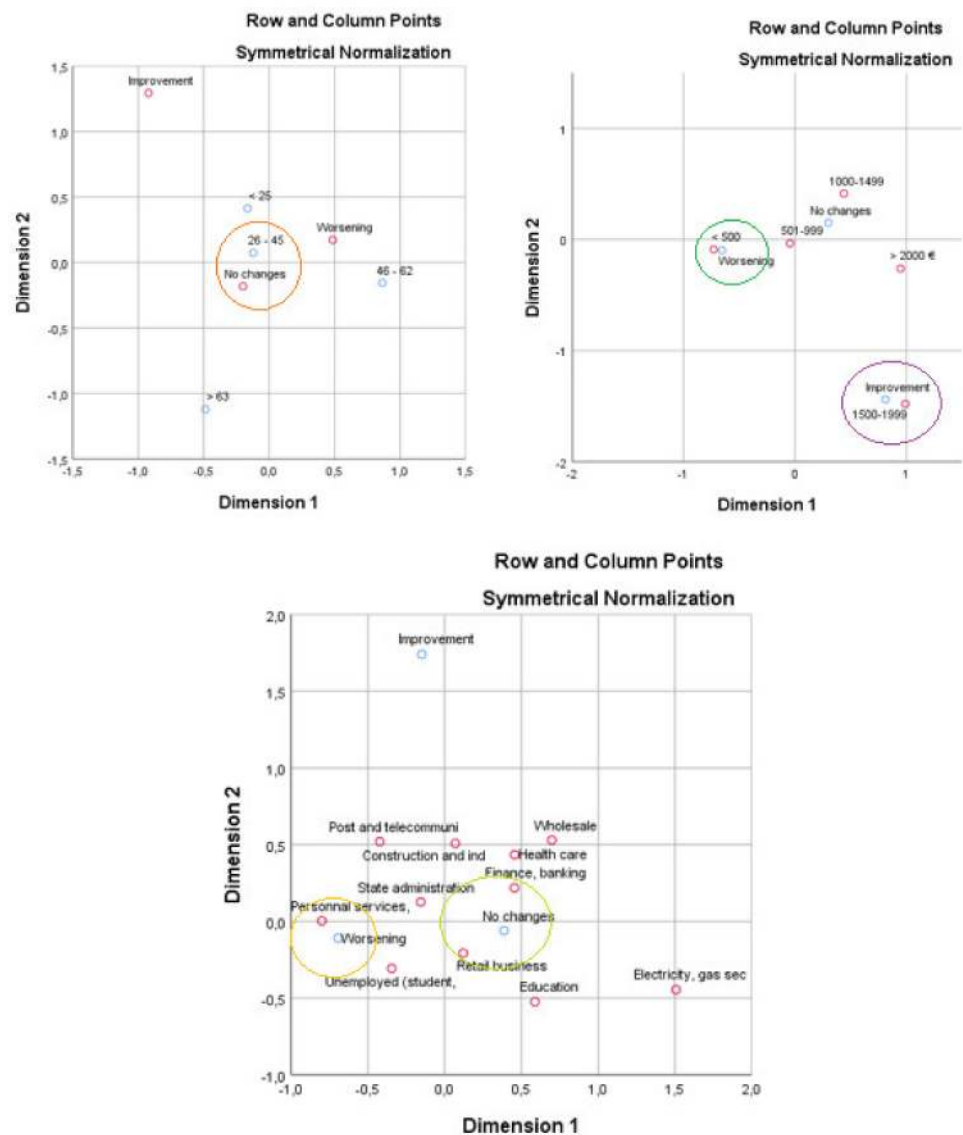 Row and Column Points
Symmetrical Normalization
1,5
Improvement
1,0
0,5
< 25
Worsening
26 - 45
0,0
No changes
46 - 62
-0,5
-1,0
> 63
-1,5
-1,5 -1,0 -0,5 0,0 0,5 1,0 1,5
Dimension 2
Dimension 1
Row and Column Points
Symmetrical Normalization
1
1000-1499
No changes
501-999
0
< 500
Worsening
> 2000 €
-1
Improvement
1500-1999
-2
-2 -1 0 1
Dimension 2
Dimension 1
Row and Column Points
Symmetrical Normalization
2,0
Improvement
1,5
1,0
Post and telecommuni
Wholesale
0,5
Construction and ind
Health care
Finance, banking
State administration
Personnal services,
No changes
0,0
Worsening
Retail business
Unemployed (student,
Education
Electricity, gas sec
-0,5
-1,0
-1,0 -0,5 0,0 0,5 1,0 1,5 2,0
Dimension 2
Dimension 1